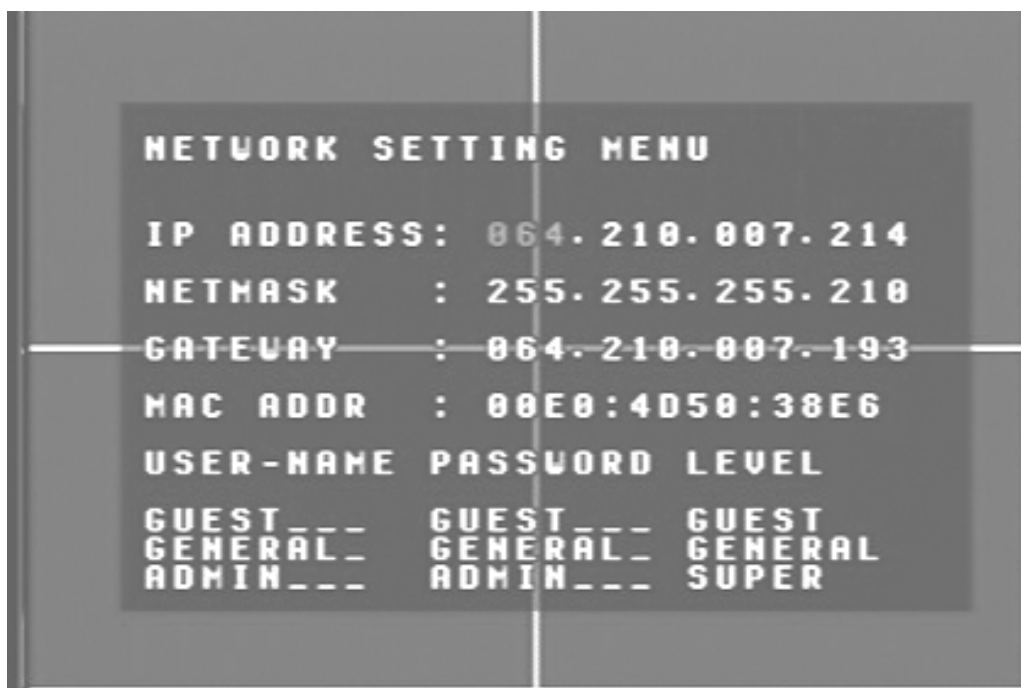 NETWORK SETTING MENU
IP ADDRESS: 064.210.007.214
NETMASK : 255.255.255.210
GATEWAY : 064.210.007.193
MAC ADDR : 00E0:4D50:38E6
USER-NAME PASSWORD LEVEL
GUEST___ GUEST___ GUEST
GENERAL_ GENERAL_ GENERAL
ADMIN___ ADMIN___ SUPER